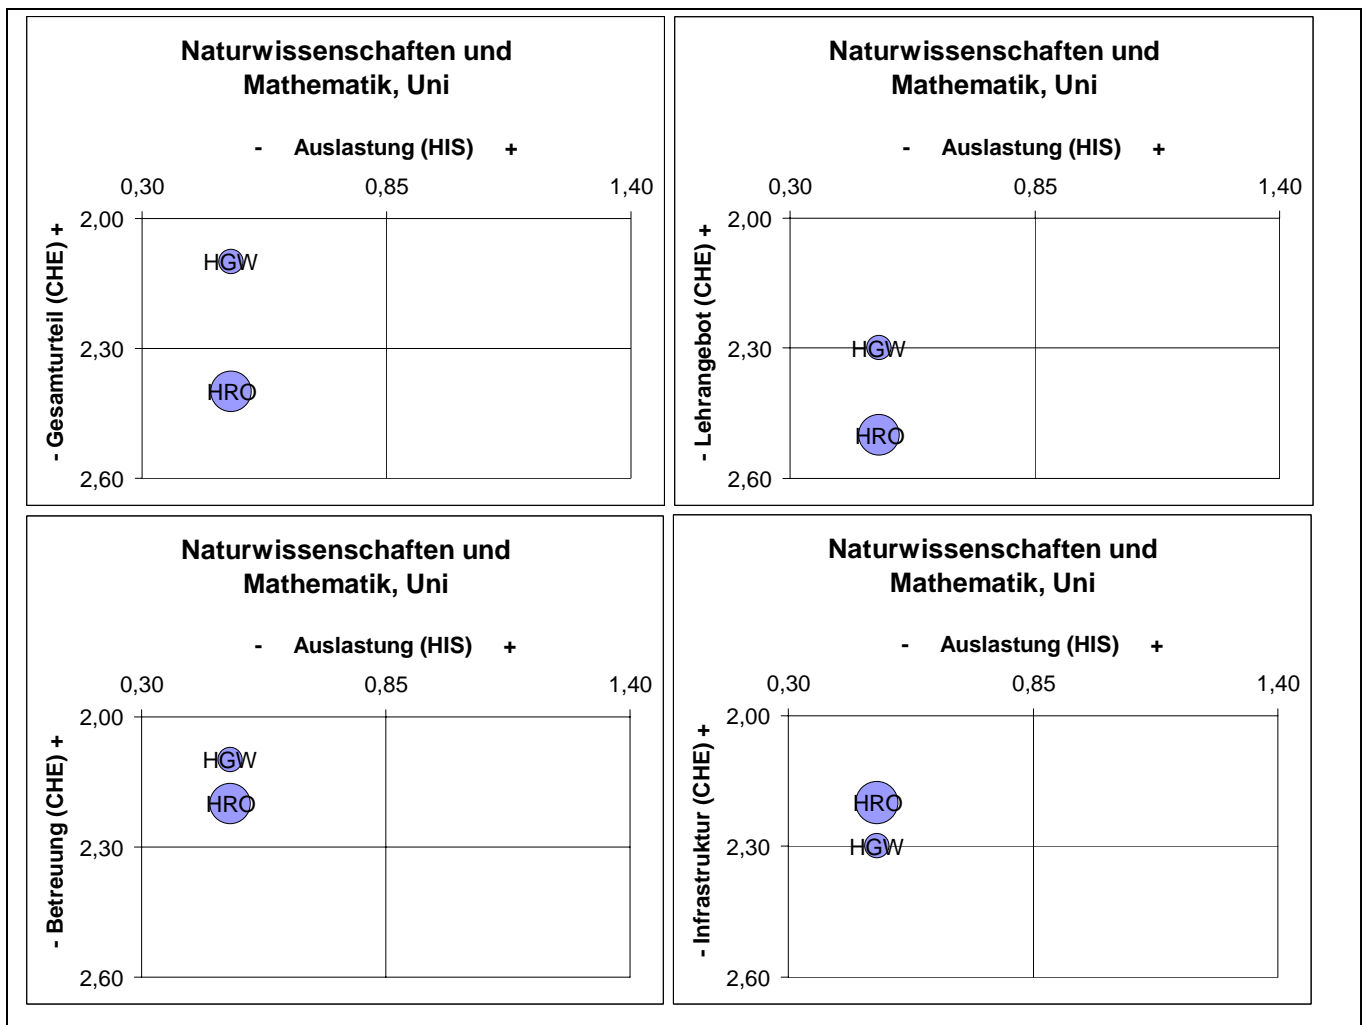 Naturwissenschaften und
Mathematik, Uni
- Auslastung (HIS) +
0,30 0,85 1,40
2,00
2,30
2,60
- Gesamturteil (CHE) +
HGW
HRO
Naturwissenschaften und
Mathematik, Uni
- Auslastung (HIS) +
0,30 0,85 1,40
2,00
2,30
2,60
- Lehrangebot (CHE) +
HGW
HRO
Naturwissenschaften und
Mathematik, Uni
- Auslastung (HIS) +
0,30 0,85 1,40
2,00
2,30
2,60
- Betreuung (CHE) +
HGW
HRO
Naturwissenschaften und
Mathematik, Uni
- Auslastung (HIS) +
0,30 0,85 1,40
2,00
2,30
2,60
- Infrastruktur (CHE) +
HRO
HGW